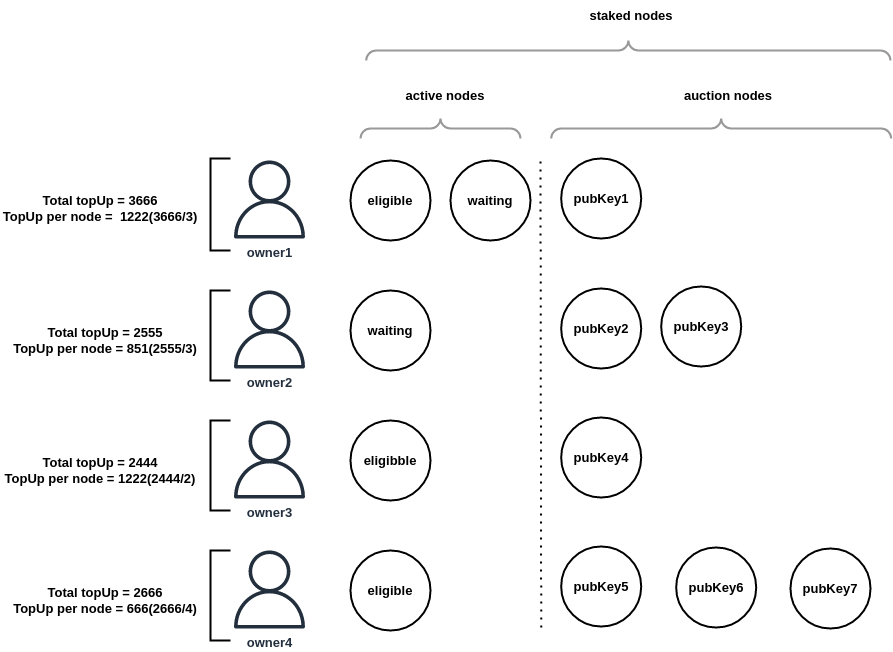 staked nodes
active nodes
auction nodes
Total topUp = 3666
TopUp per node =  1222(3666/3)
owner1
eligible
waiting
pubKey1
Total topUp = 2555
TopUp per node = 851(2555/3)
owner2
waiting
pubKey2
pubKey3
Total topUp = 2444
TopUp per node = 1222(2444/2)
owner3
eligibble
pubKey4
Total topUp = 2666
TopUp per node = 666(2666/4)
owner4
eligible
pubKey5
pubKey6
pubKey7